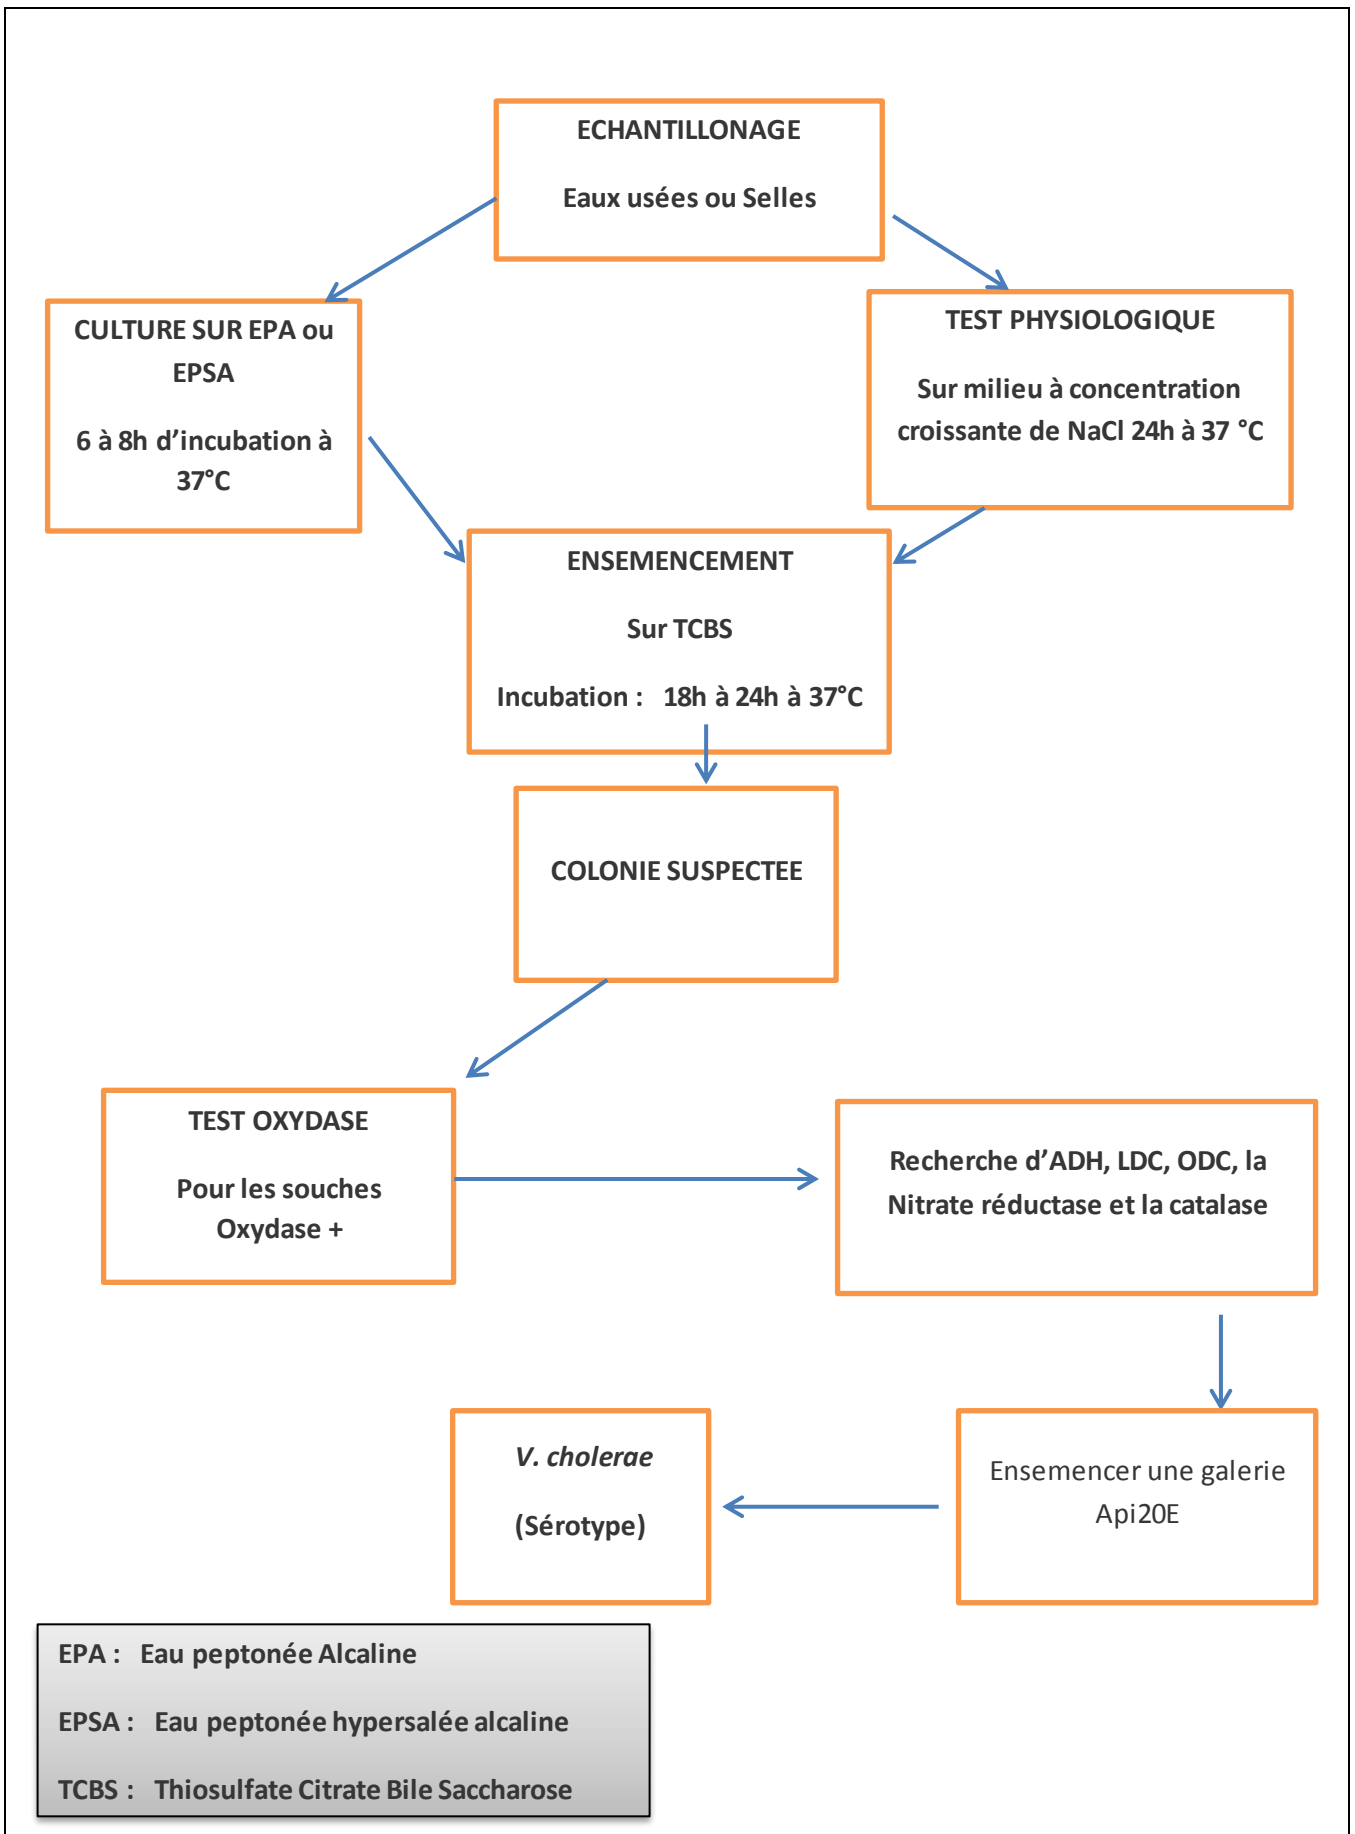 ECHANTILLONAGE
Eaux usées ou Selles
CULTURE SUR EPA ou
EPSA
6 à 8h d’incubation à
37°C
TEST PHYSIOLOGIQUE
Sur milieu à concentration
croissante de NaCl 24h à 37 °C
ENSEMENCEMENT
Sur TCBS
Incubation : 18h à 24h à 37°C
COLONIE SUSPECTEE
TEST OXYDASE
Pour les souches
Oxydase +
Recherche d’ADH, LDC, ODC, la
Nitrate réductase et la catalase
Ensemencer une galerie
Api20E
V. cholerae
(Sérotype)
EPA : Eau peptonée Alcaline
EPSA : Eau peptonée hypersalée alcaline
TCBS : Thiosulfate Citrate Bile Saccharose